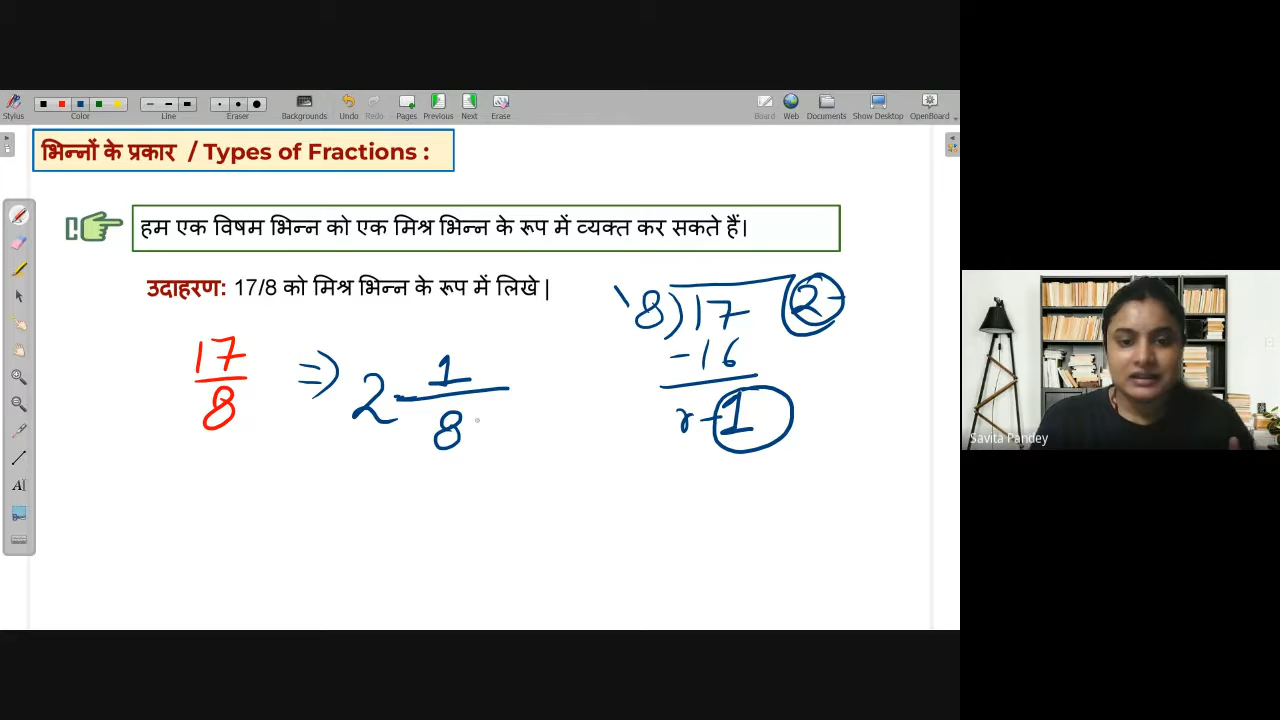 Stylus
Color
Line
Eraser
Backgrounds
Undo
Redo
Pages
Previous
Next
Erase
Board
Web
Documents
Show Desktop
OpenBoard
भिन्नों के प्रकार / Types of Fractions :
हम एक विषम भिन्न को एक मिश्र भिन्न के रूप में व्यक्त कर सकते हैं।
उदाहरण: 17/8 को मिश्र भिन्न के रूप में लिखे |
17
8
⇒ 2 1
8
8) 17 2
-16
r-1
Savita Pandey